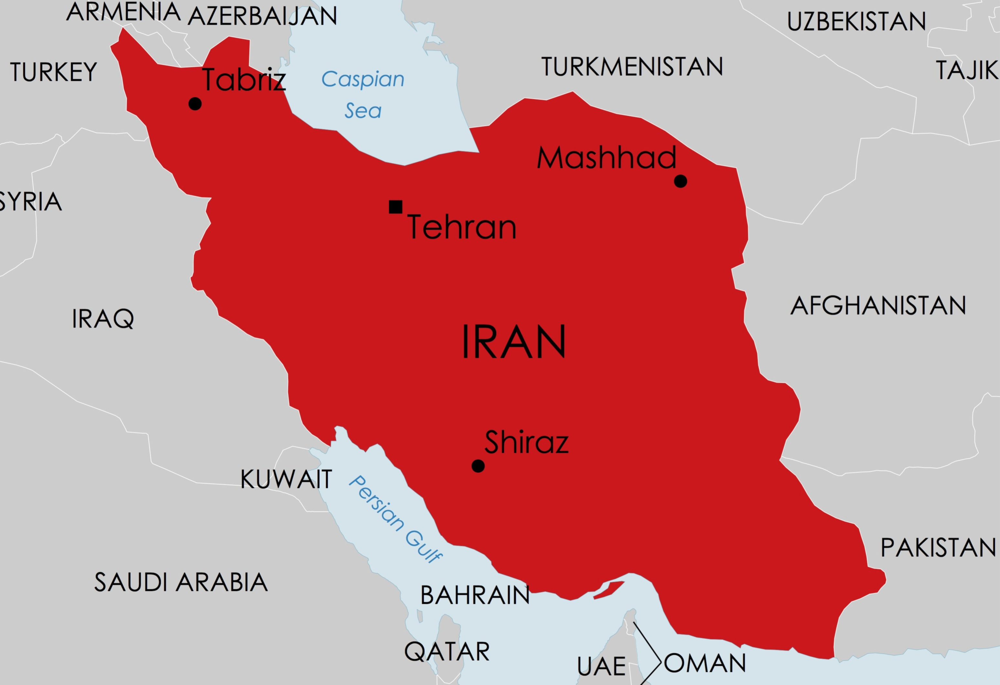 ARMENIA
AZERBAIJAN
UZBEKISTAN
TURKEY
Tabriz
Caspian
Sea
TURKMENISTAN
TAJIK
SYRIA
Mashhad
Tehran
IRAQ
IRAN
AFGHANISTAN
Shiraz
KUWAIT
Persian Gulf
PAKISTAN
SAUDI ARABIA
BAHRAIN
QATAR
UAE
OMAN